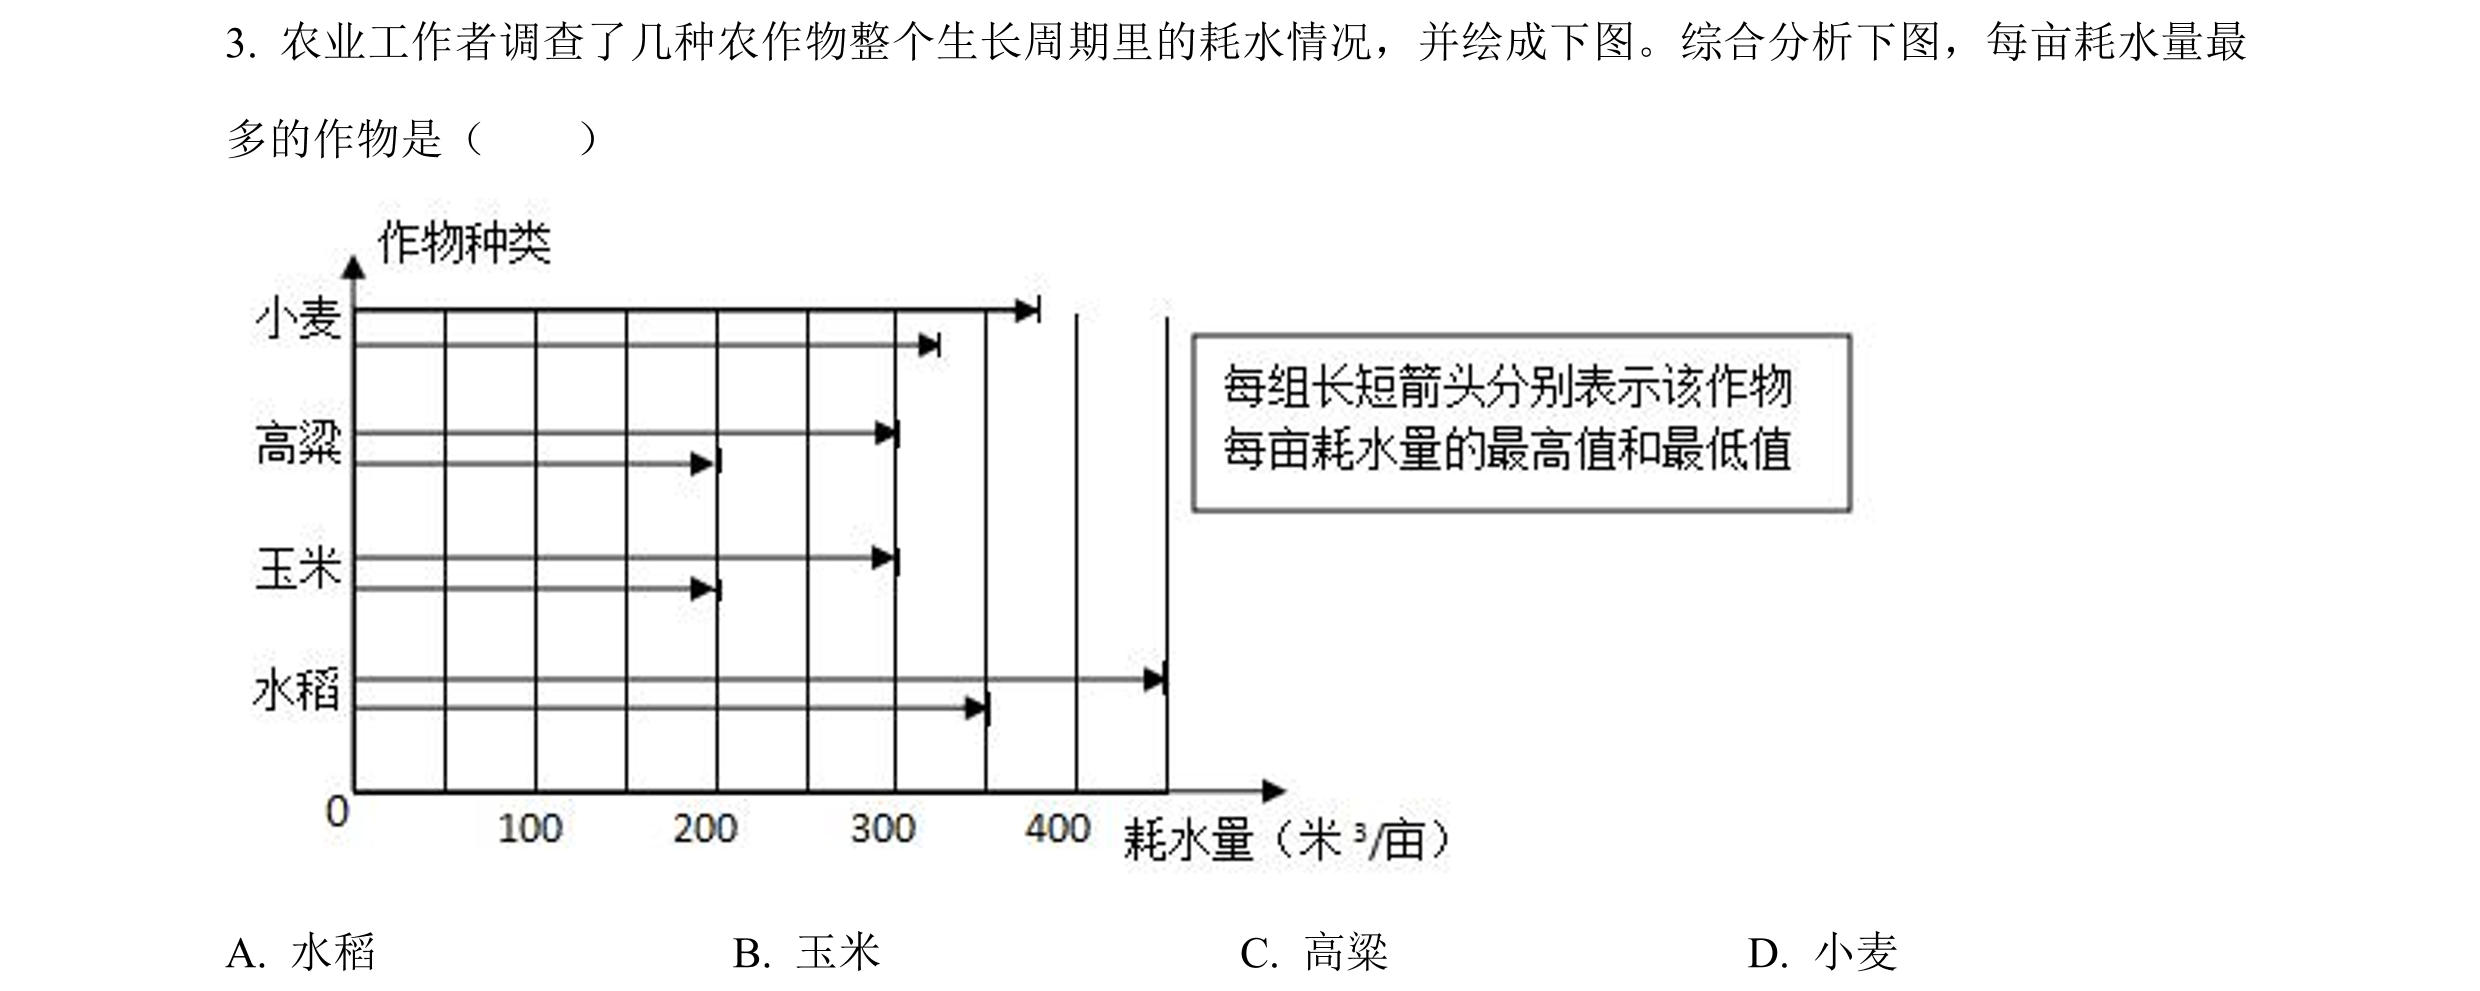 3. 农业工作者调查了几种农作物整个生长周期里的耗水情况，并绘成下图。综合分析下图，每亩耗水量最
多的作物是（　　）
作物种类
小麦
每组长短箭头分别表示该作物
每亩耗水量的最高值和最低值
高粱
玉米
水稻
0 100 200 300 400 耗水量（米³/亩）
A. 水稻 B. 玉米 C. 高粱 D. 小麦